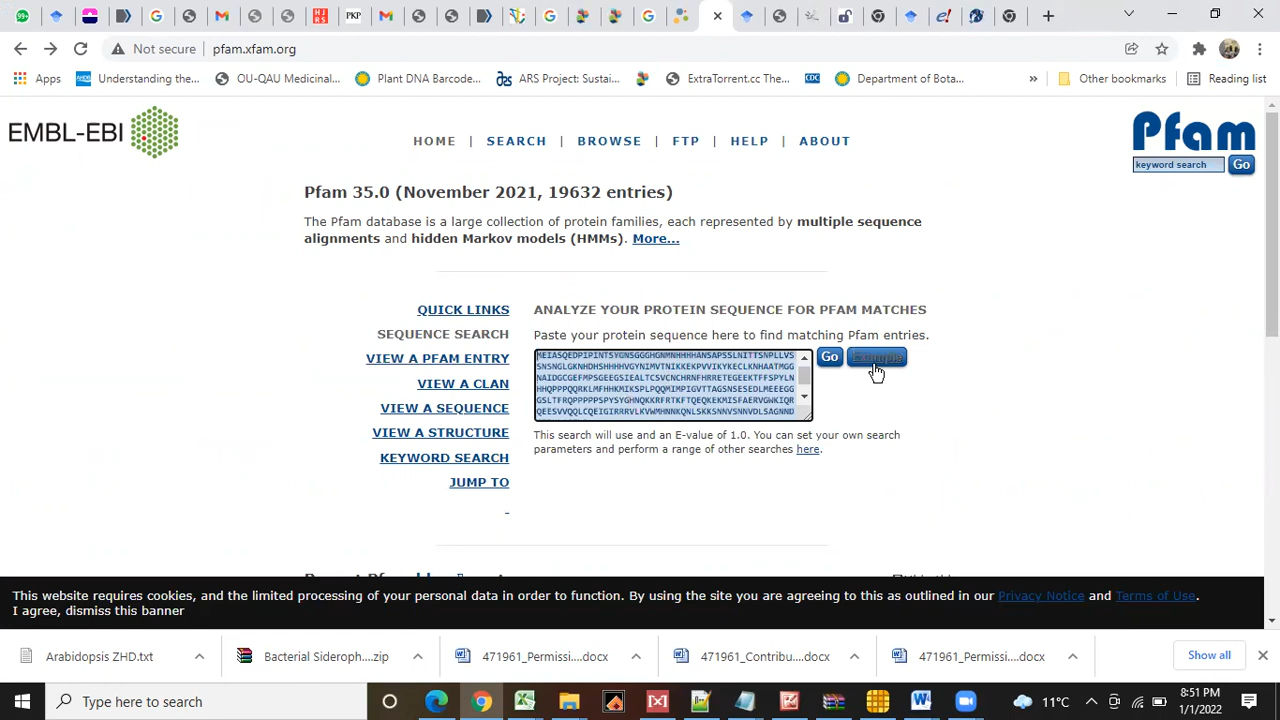 Not secure | pfam.xfam.org
Apps
Understanding the...
OU-QAU Medicinal...
Plant DNA Barcode...
ARS Project: Sustai...
ExtraTorrent.cc The...
CDC
Department of Bota...
»
Other bookmarks
Reading list
EMBL-EBI
HOME | SEARCH | BROWSE | FTP | HELP | ABOUT
Pfam
keyword search Go
Pfam 35.0 (November 2021, 19632 entries)
The Pfam database is a large collection of protein families, each represented by multiple sequence
alignments and hidden Markov models (HMMs). More...
QUICK LINKS
SEQUENCE SEARCH
VIEW A PFAM ENTRY
VIEW A CLAN
VIEW A SEQUENCE
VIEW A STRUCTURE
KEYWORD SEARCH
JUMP TO
ANALYZE YOUR PROTEIN SEQUENCE FOR PFAM MATCHES
Paste your protein sequence here to find matching Pfam entries.
MEIASQEDPIPINTSYGNSGGGHGNMNHHHHANSAPSSLNITTSNPLLVS
SNSNGLGKNHDHSHHHHVGYNIMVTNIKKEKPVVIKYKECLKNHAATMGG
NAIDGCGEFMPSGEEGSIEALTCSVCNCHRNFHRRETEGEEKTFFSPYLN
HHQPPPQQRKLMFHHKMIKSPLPQQMIMPIGVTTAGSNSESEDLMEEEGG
GSLTFRQPPPPPSPYSYGHNQKKRFRTKFTQEQKEKMISFAERVGWKIQR
QEESVVQQLCQEIGIRRRVLKVWMHNNKQNLSKKSNNVSNNVDLSAGNND
Go
Example
This search will use and an E-value of 1.0. You can set your own search
parameters and perform a range of other searches here.
This website requires cookies, and the limited processing of your personal data in order to function. By using the site you are agreeing to this as outlined in our Privacy Notice and Terms of Use.
I agree, dismiss this banner
Arabidopsis ZHD.txt
Bacterial Sideroph....zip
471961_Permissi....docx
471961_Contribu....docx
471961_Permissi....docx
Show all
Type here to search
11°C
8:51 PM
1/1/2022